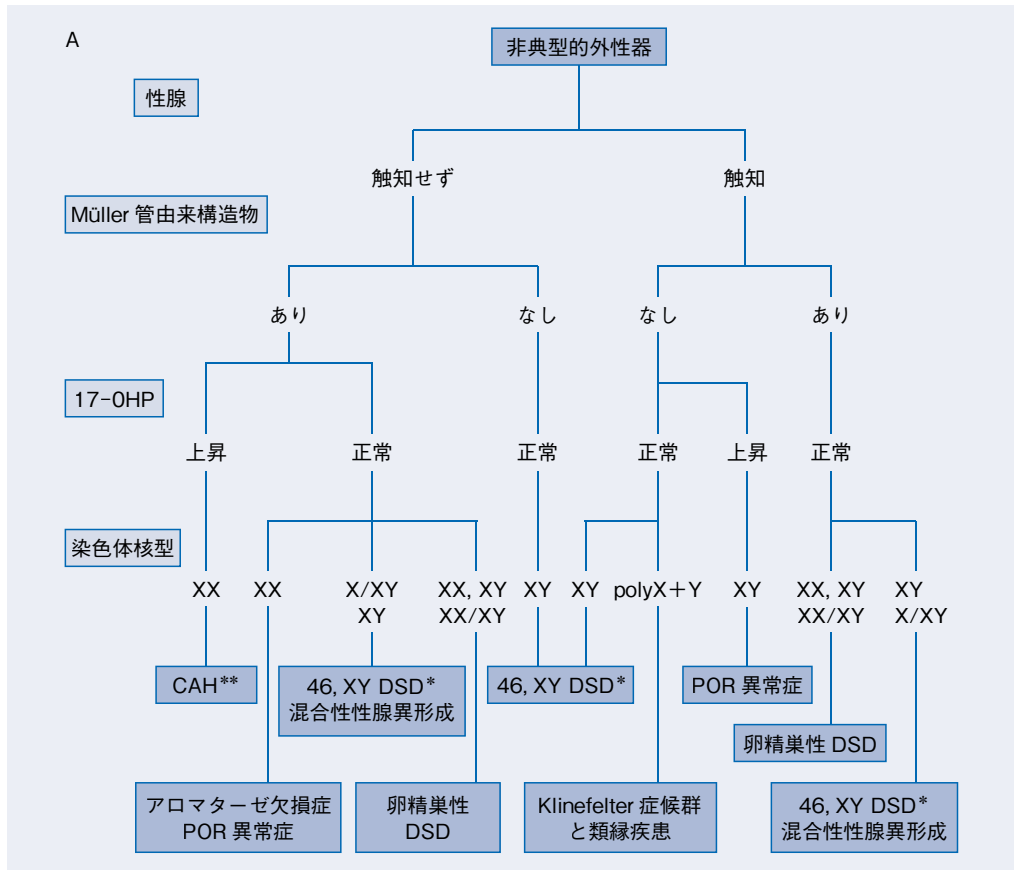 A
非典型的外性器
性腺
触知せず
触知
Müller 管由来構造物
あり
なし
なし
あり
17-OHP
上昇
正常
正常
正常
上昇
正常
染色体核型
XX
XX
X/XY
XY
XX, XY
XX/XY
XY
XY
polyX+Y
XY
XX, XY
XX/XY
XY
X/XY
CAH**
46, XY DSD*
混合性性腺異形成
46, XY DSD*
POR 異常症
卵精巣性 DSD
アロマターゼ欠損症
POR 異常症
卵精巣性
DSD
Klinefelter 症候群
と類縁疾患
46, XY DSD*
混合性性腺異形成